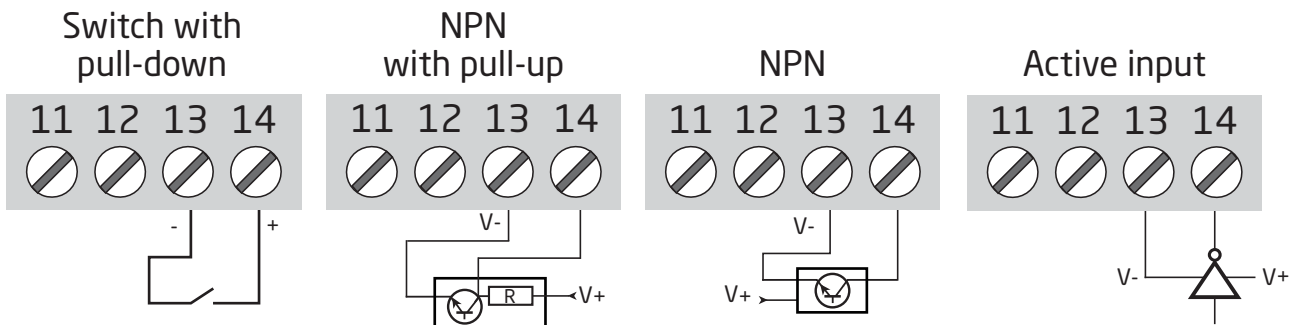 Switch with
pull-down
11 12 13 14
- +
NPN
with pull-up
11 12 13 14
V-
R V+
NPN
11 12 13 14
V-
V+
Active input
11 12 13 14
V- V+